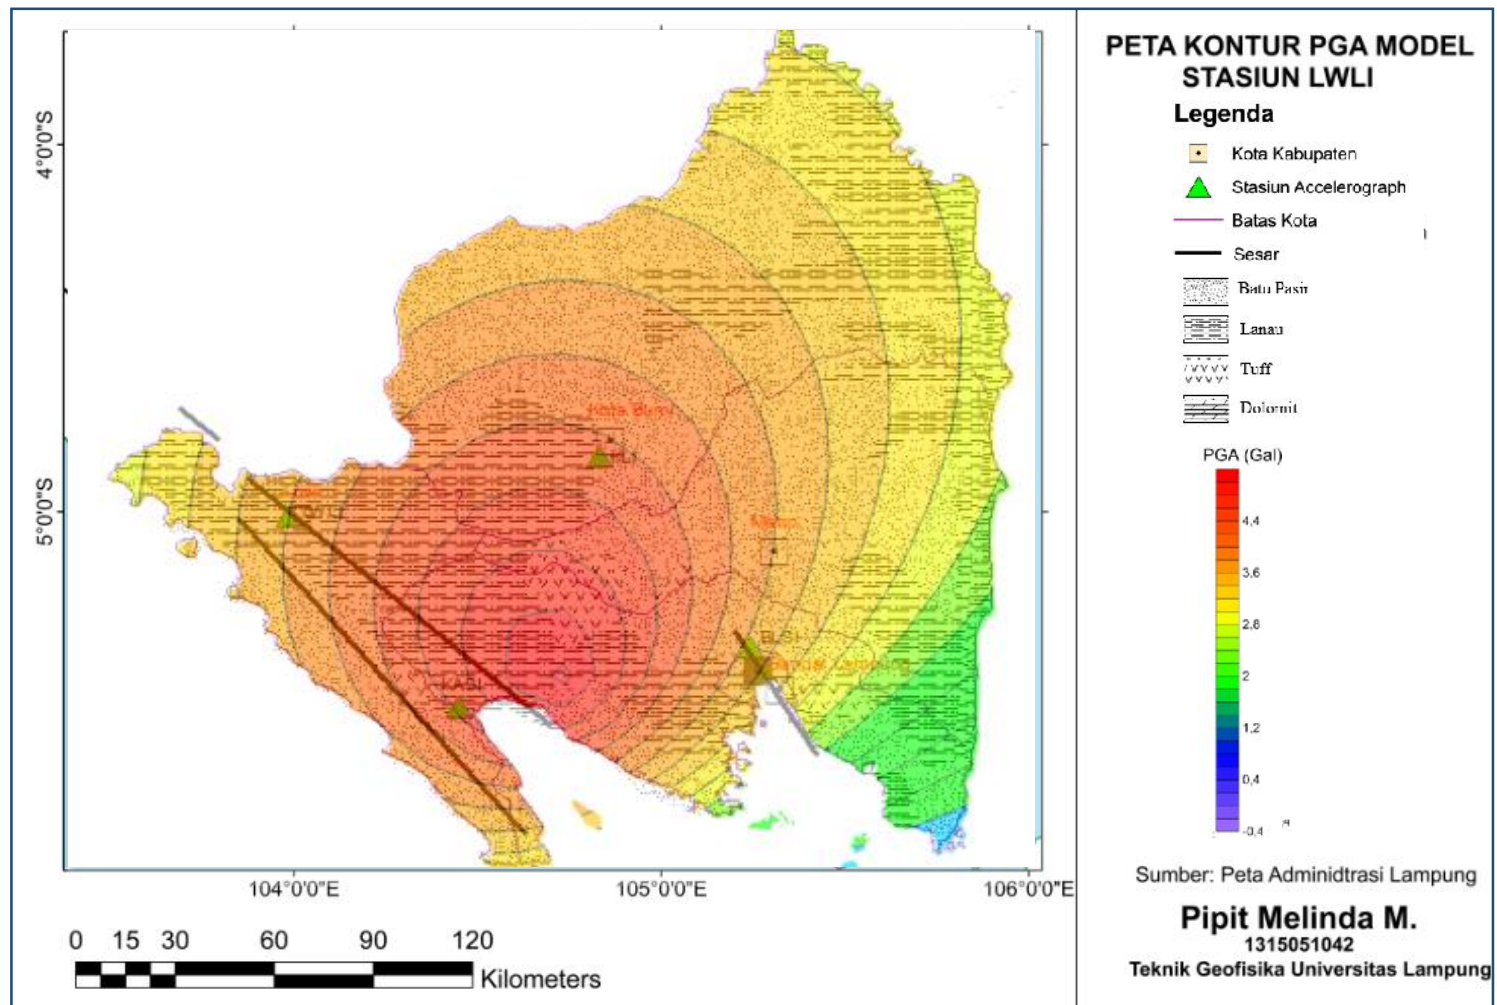 PETA KONTUR PGA MODEL
STASIUN LWLI
Legenda
Kota Kabupaten
Stasiun Accelerograph
Batas Kota
Sesar
Batu Pasir
Lanau
Tuff
Dolomit
PGA (Gal)
4,4
3,6
2,8
2
1,2
0,4
-0,4
4°0'0"S
5°0'0"S
Kota Bumi
Metro
BLSI
Bandar Lampung
KASI
104°0'0"E
105°0'0"E
106°0'0"E
0 15 30 60 90 120
Kilometers
Sumber: Peta Adminidtrasi Lampung
Pipit Melinda M.
1315051042
Teknik Geofisika Universitas Lampung